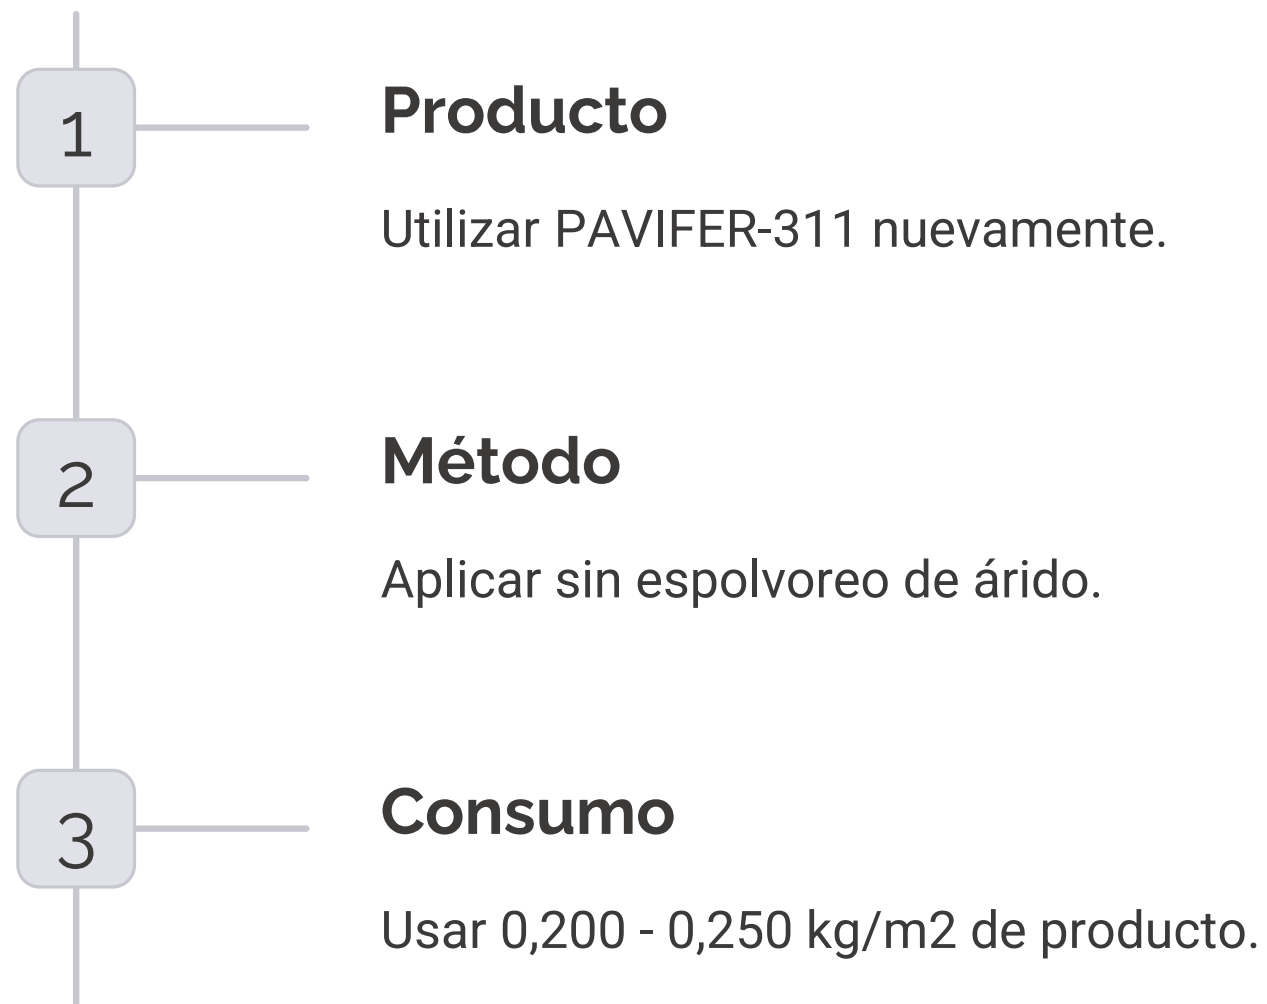 1
Producto
Utilizar PAVIFER-311 nuevamente.
2
Método
Aplicar sin espolvoreo de árido.
3
Consumo
Usar 0,200 - 0,250 kg/m2 de producto.